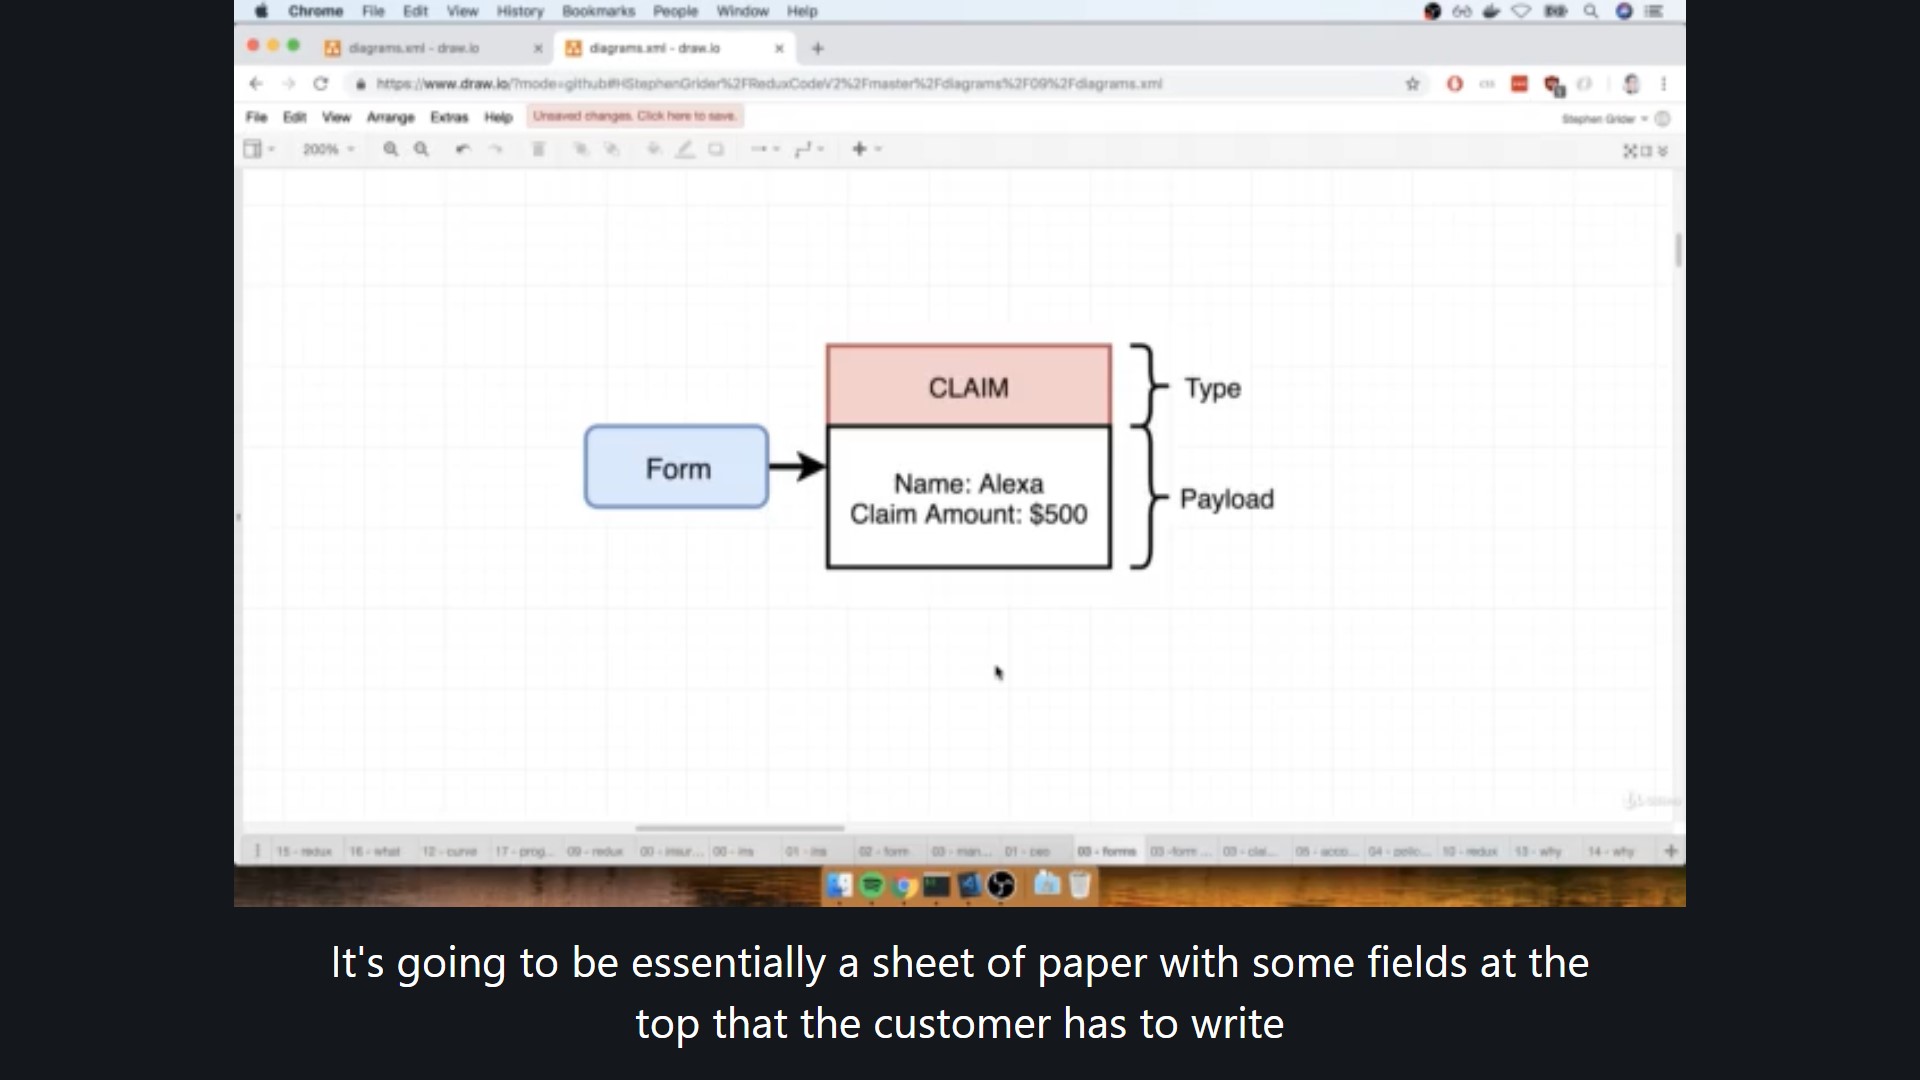 Chrome File Edit View History Bookmarks People Window Help
diagrams.xml - draw.io
diagrams.xml - draw.io
https://www.draw.io/?mode=github#HStephenGrider%2FReduxCodeV2%2Fmaster%2Fdiagrams%2F09%2Fdiagrams.xml
File Edit View Arrange Extras Help Unsaved changes. Click here to save.
Stephen Grider
200%
CLAIM
Type
Form
Name: Alexa
Claim Amount: $500
Payload
15 - redux 16 - what 12 - curve 17 - prog... 09 - redux 00 - insur... 00 - ins 01 - ins 02 - form 03 - man... 01 - ceo 03 - forms 03 -form ... 03 - clai... 05 - acco... 04 - polic... 10 - redux 13 - why 14 - why
It's going to be essentially a sheet of paper with some fields at the
top that the customer has to write